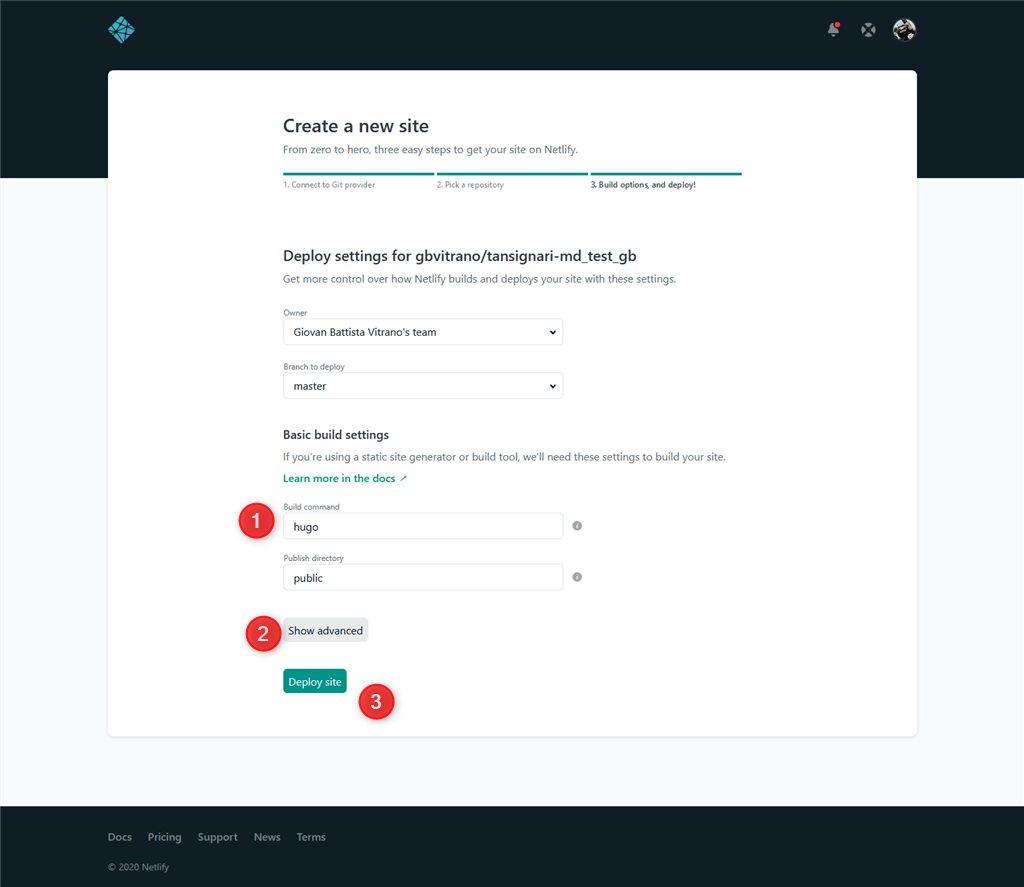 Create a new site
From zero to hero, three easy steps to get your site on Netlify.
1. Connect to Git provider
2. Pick a repository
3. Build options, and deploy!
Deploy settings for gbvitrano/tansignari-md_test_gb
Get more control over how Netlify builds and deploys your site with these settings.
Owner
Giovan Battista Vitrano's team
Branch to deploy
master
Basic build settings
If you're using a static site generator or build tool, we'll need these settings to build your site.
Learn more in the docs ↗
Build command
1
hugo
i
Publish directory
public
i
2
Show advanced
Deploy site
3
Docs
Pricing
Support
News
Terms
© 2020 Netlify